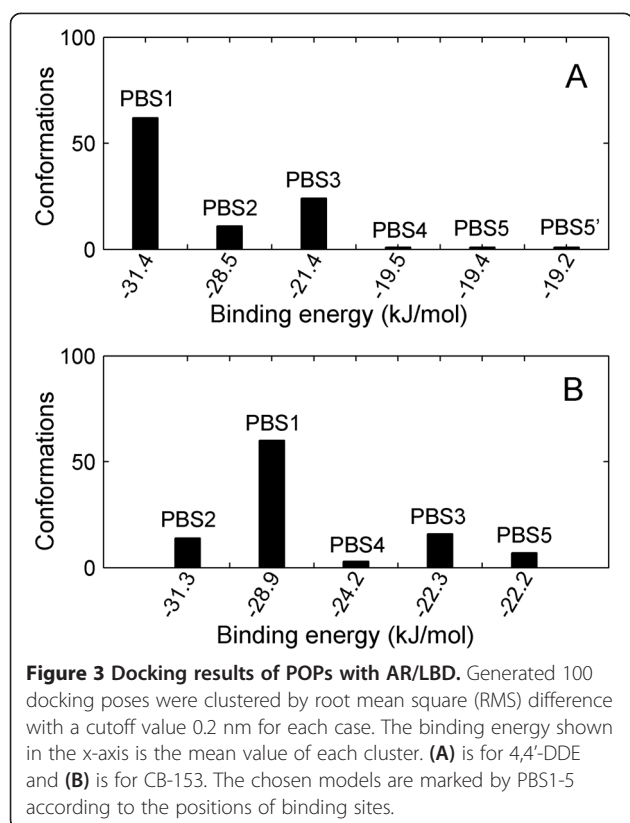 A
100
50
0
Conformations
PBS1
PBS2
PBS3
PBS4
PBS5
PBS5’
-31.4
-28.5
-21.4
-19.5
-19.4
-19.2
Binding energy (kJ/mol)
B
100
50
0
Conformations
PBS2
PBS1
PBS4
PBS3
PBS5
-31.3
-28.9
-24.2
-22.3
-22.2
Binding energy (kJ/mol)
Figure 3 Docking results of POPs with AR/LBD. Generated 100
docking poses were clustered by root mean square (RMS) difference
with a cutoff value 0.2 nm for each case. The binding energy shown
in the x-axis is the mean value of each cluster. (A) is for 4,4′-DDE
and (B) is for CB-153. The chosen models are marked by PBS1-5
according to the positions of binding sites.